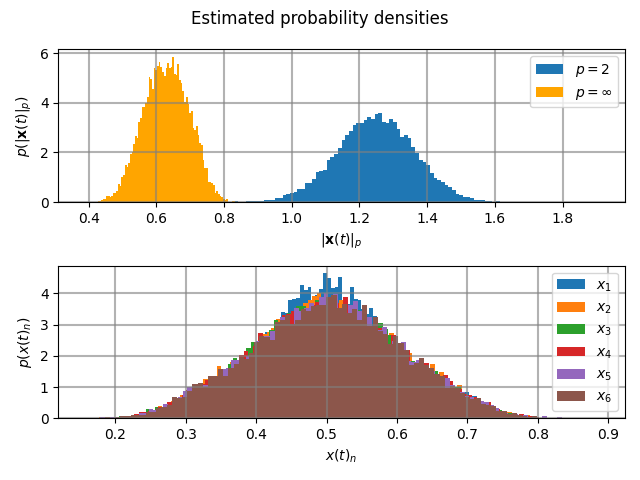 Estimated probability densities
6
4
2
0
p(|x(t)|p)
p = 2
p = ∞
0.4 0.6 0.8 1.0 1.2 1.4 1.6 1.8
|x(t)|p
4
3
2
1
0
p(x(t)n)
x1
x2
x3
x4
x5
x6
0.2 0.3 0.4 0.5 0.6 0.7 0.8 0.9
x(t)n